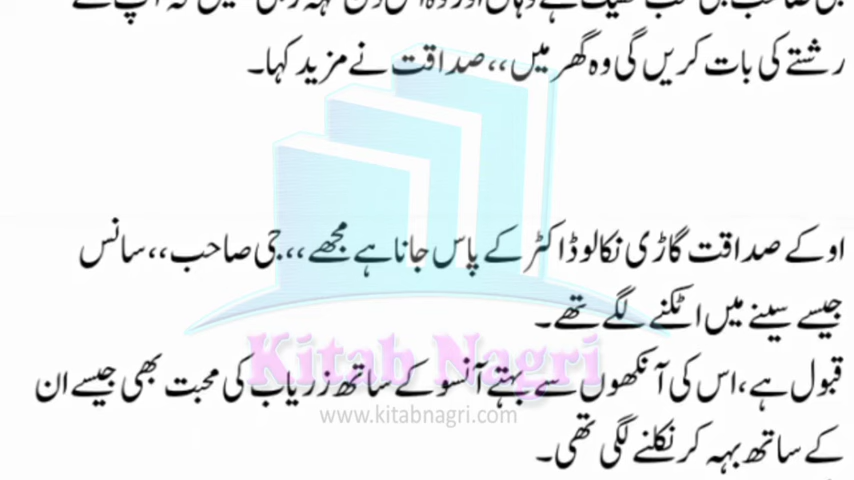 رشتے کی بات کریں گی وہ گھر میں،،صداقت نے مزید کہا۔
اوکے صداقت گاڑی نکالو ڈاکٹر کے پاس جانا ہے مجھے،،جی صاحب،،سانس
جیسے سینے میں اٹکنے لگے تھے۔
Kitab Nagri
قبول ہے،اس کی آنکھوں سے بہتے آنسو کے ساتھ زریاب کی محبت بھی جیسے ان
www.kitabnagri.com
کے ساتھ بہہ کر نکلنے لگی تھی۔